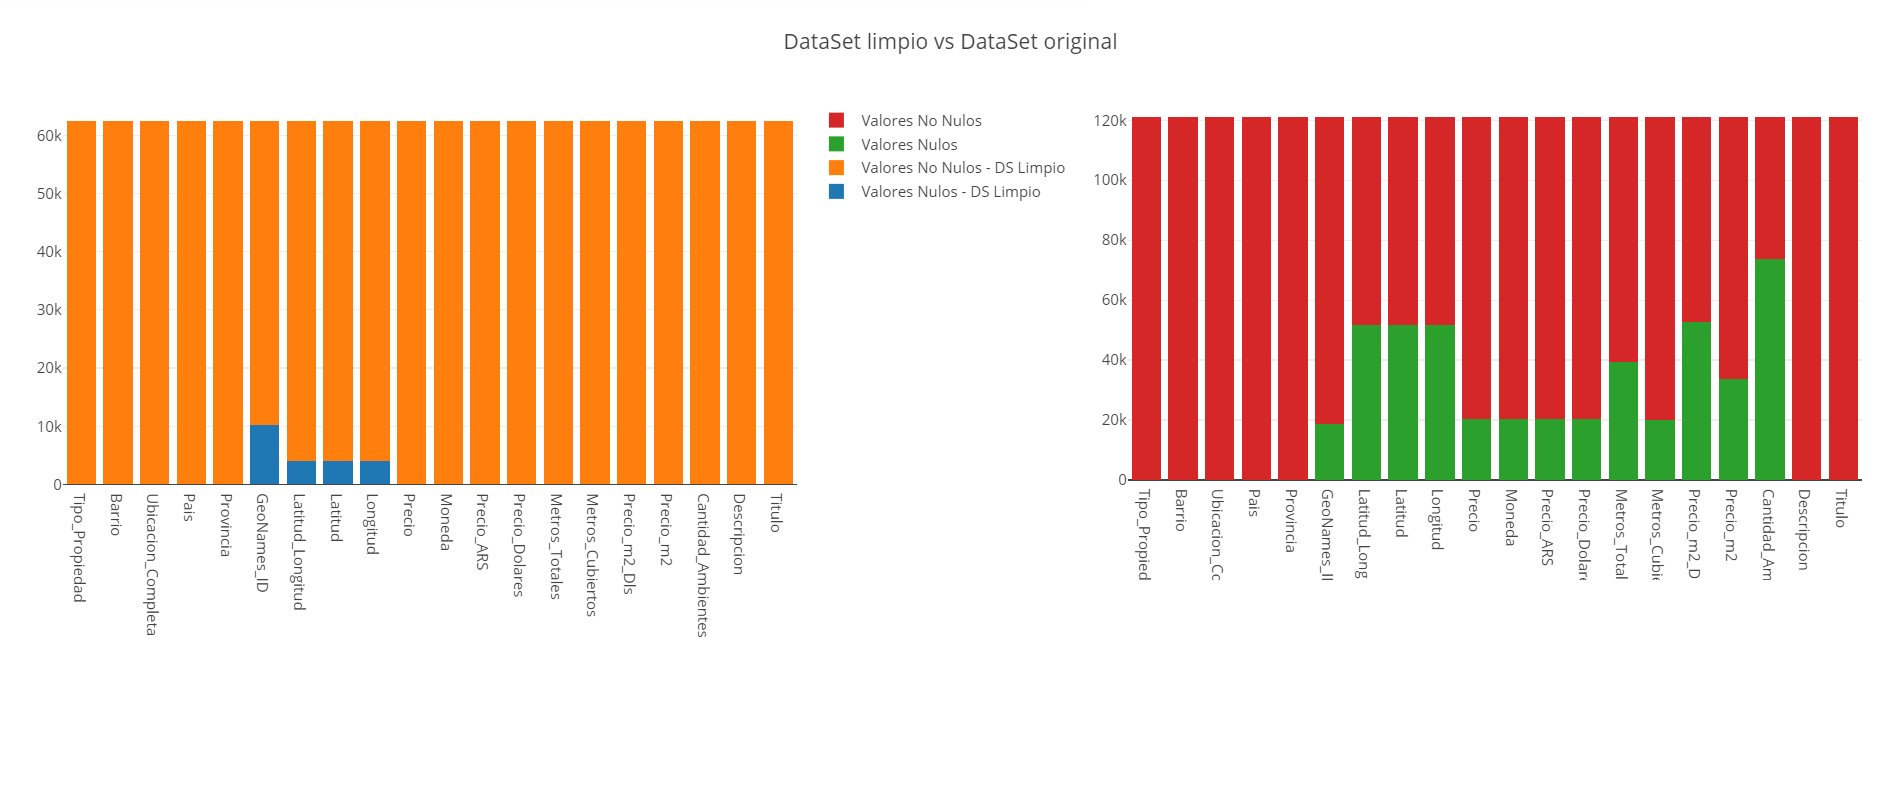 DataSet limpio vs DataSet original
60k
50k
40k
30k
20k
10k
0
Tipo_Propiedad
Barrio
Ubicacion_Completa
Pais
Provincia
GeoNames_ID
Latitud_Longitud
Latitud
Longitud
Precio
Moneda
Precio_ARS
Precio_Dolares
Metros_Totales
Metros_Cubiertos
Precio_m2_Dls
Precio_m2
Cantidad_Ambientes
Descripcion
Titulo
Valores No Nulos
Valores Nulos
Valores No Nulos - DS Limpio
Valores Nulos - DS Limpio
120k
100k
80k
60k
40k
20k
0
Tipo_Propied
Barrio
Ubicacion_Cc
Pais
Provincia
GeoNames_II
Latitud_Long
Latitud
Longitud
Precio
Moneda
Precio_ARS
Precio_Dolare
Metros_Total
Metros_Cubie
Precio_m2_D
Precio_m2
Cantidad_Am
Descripcion
Titulo